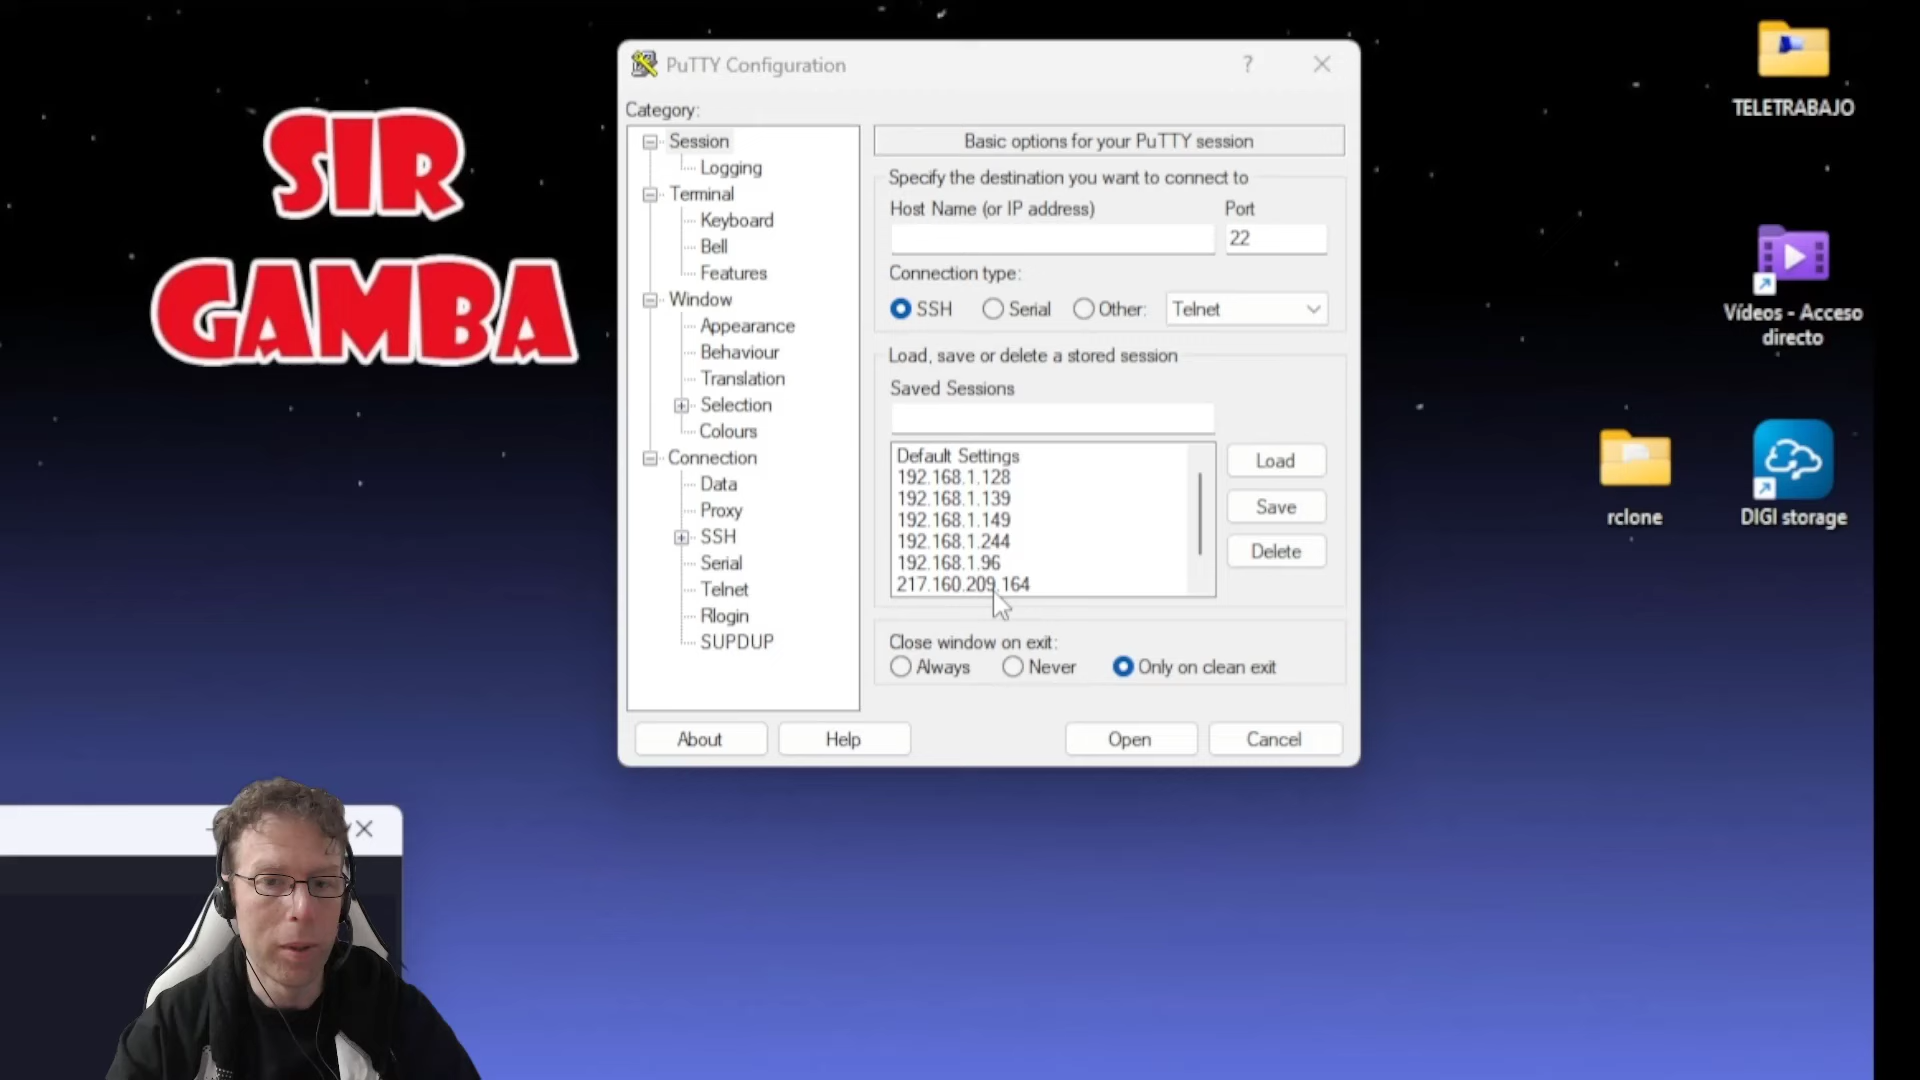 SIR
GAMBA
PuTTY Configuration
?
Category:
Session
Logging
Terminal
Keyboard
Bell
Features
Window
Appearance
Behaviour
Translation
Selection
Colours
Connection
Data
Proxy
SSH
Serial
Telnet
Rlogin
SUPDUP
Basic options for your PuTTY session
Specify the destination you want to connect to
Host Name (or IP address) Port
22
Connection type:
SSH Serial Other: Telnet
Load, save or delete a stored session
Saved Sessions
Default Settings
192.168.1.128
192.168.1.139
192.168.1.149
192.168.1.244
192.168.1.96
217.160.209.164
Load
Save
Delete
Close window on exit:
Always Never Only on clean exit
About Help Open Cancel
TELETRABAJO
Vídeos - Acceso
directo
rclone
DIGI storage